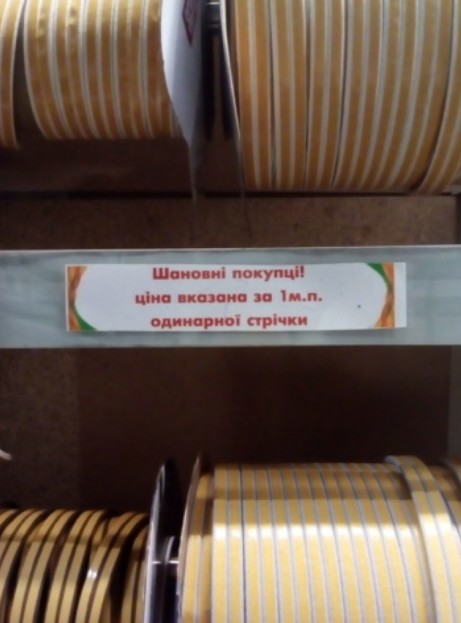 Шановні покупці!
ціна вказана за 1м.п.
одинарної стрічки